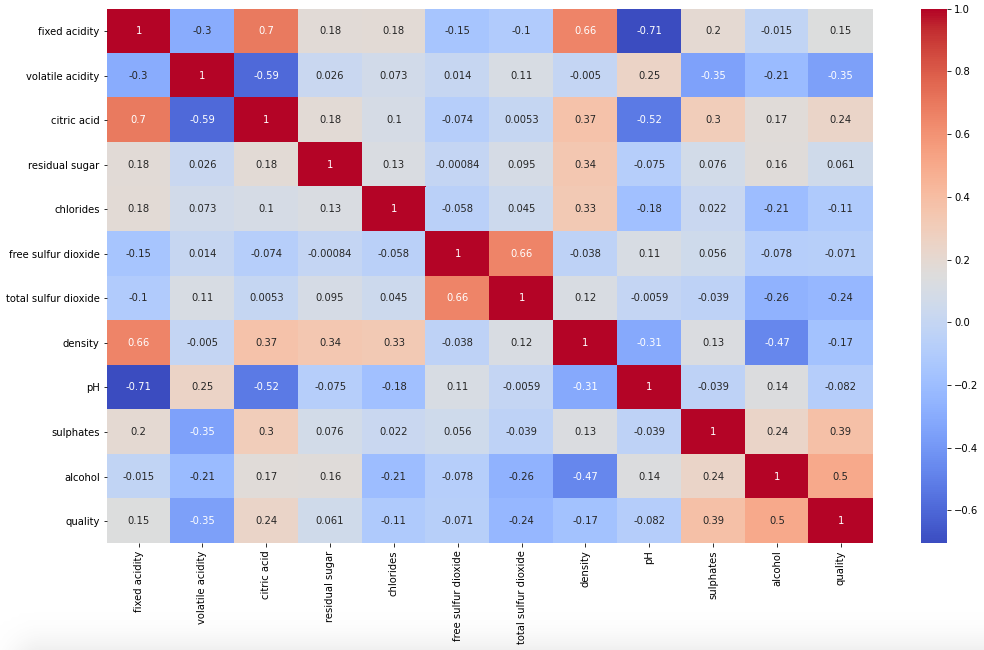 fixed acidity 1 -0.3 0.7 0.18 0.18 -0.15 -0.1 0.66 -0.71 0.2 -0.015 0.15
volatile acidity -0.3 1 -0.59 0.026 0.073 0.014 0.11 -0.005 0.25 -0.35 -0.21 -0.35
citric acid 0.7 -0.59 1 0.18 0.1 -0.074 0.0053 0.37 -0.52 0.3 0.17 0.24
residual sugar 0.18 0.026 0.18 1 0.13 -0.00084 0.095 0.34 -0.075 0.076 0.16 0.061
chlorides 0.18 0.073 0.1 0.13 1 -0.058 0.045 0.33 -0.18 0.022 -0.21 -0.11
free sulfur dioxide -0.15 0.014 -0.074 -0.00084 -0.058 1 0.66 -0.038 0.11 0.056 -0.078 -0.071
total sulfur dioxide -0.1 0.11 0.0053 0.095 0.045 0.66 1 0.12 -0.0059 -0.039 -0.26 -0.24
density 0.66 -0.005 0.37 0.34 0.33 -0.038 0.12 1 -0.31 0.13 -0.47 -0.17
pH -0.71 0.25 -0.52 -0.075 -0.18 0.11 -0.0059 -0.31 1 -0.039 0.14 -0.082
sulphates 0.2 -0.35 0.3 0.076 0.022 0.056 -0.039 0.13 -0.039 1 0.24 0.39
alcohol -0.015 -0.21 0.17 0.16 -0.21 -0.078 -0.26 -0.47 0.14 0.24 1 0.5
quality 0.15 -0.35 0.24 0.061 -0.11 -0.071 -0.24 -0.17 -0.082 0.39 0.5 1
fixed acidity
volatile acidity
citric acid
residual sugar
chlorides
free sulfur dioxide
total sulfur dioxide
density
pH
sulphates
alcohol
quality
1.0
0.8
0.6
0.4
0.2
0.0
−0.2
−0.4
−0.6